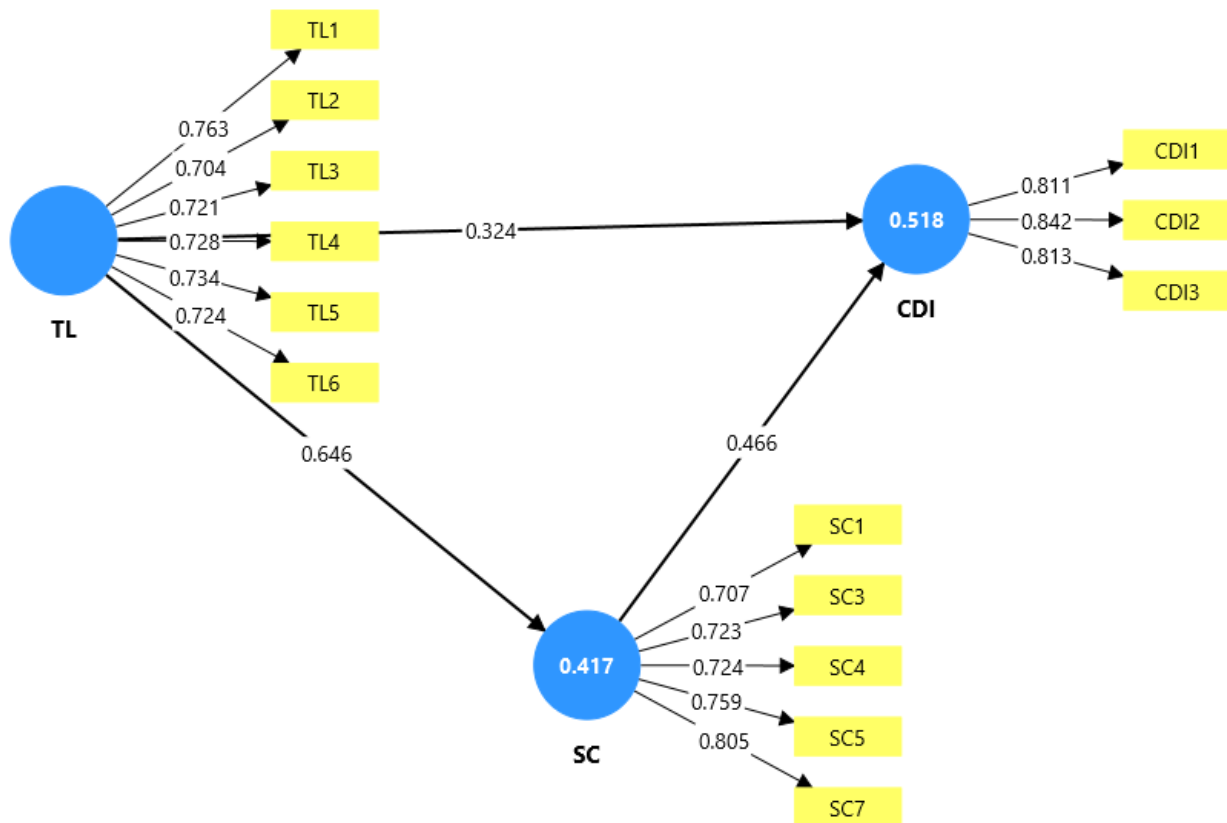 TL1
TL2
TL3
TL4
TL5
TL6
0.763
0.704
0.721
0.728
0.734
0.724
TL
0.324
0.646
0.466
0.518
CDI
0.811
0.842
0.813
CDI1
CDI2
CDI3
0.417
SC
0.707
0.723
0.724
0.759
0.805
SC1
SC3
SC4
SC5
SC7